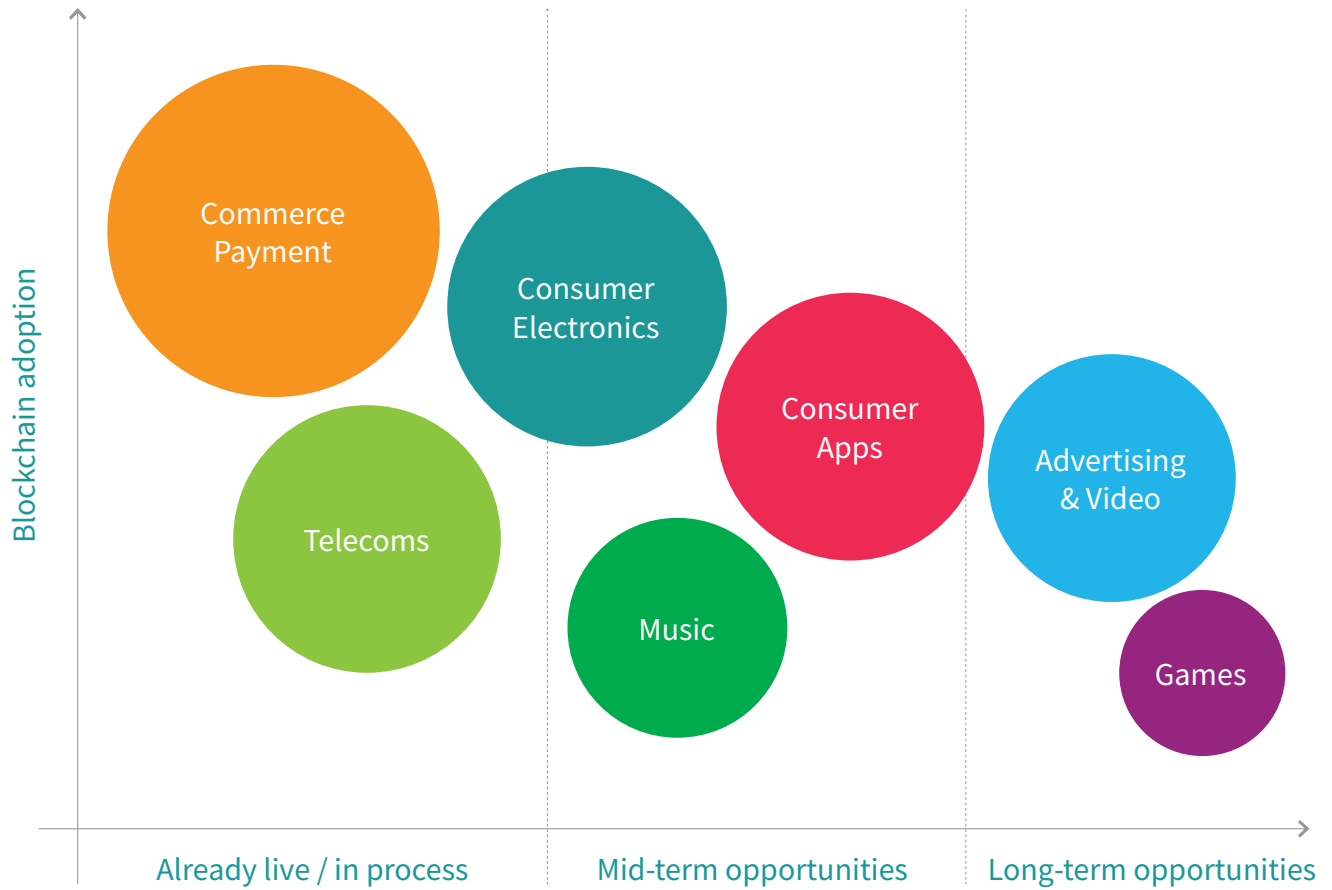 Blockchain adoption
Commerce
Payment
Consumer
Electronics
Consumer
Apps
Advertising
& Video
Telecoms
Music
Games
Already live / in process
Mid-term opportunities
Long-term opportunities